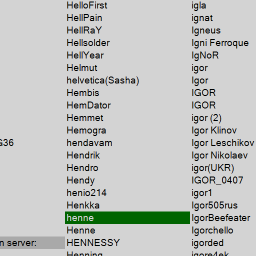 HelloFirst igla
HellPain ignat
HellRaY Igneus
Hellsolder Igni Ferroque
HellYear IgNoR
Helmut igor
helvetica(Sasha) Igor
Hembis IGOR
HemDator IGOR
Hemmet igor (2)
Hemogra Igor Klinov
G36 hendavam Igor Leschikov
Hendrik Igor Nikolaev
Hendro igor(UKR)
Hendy IGOR_0407
henio214 igor1
Henkka Igor505rus
henne IgorBeefeater
Henne Igorchello
n server: HENNESSY igorded
Henning igore4ek